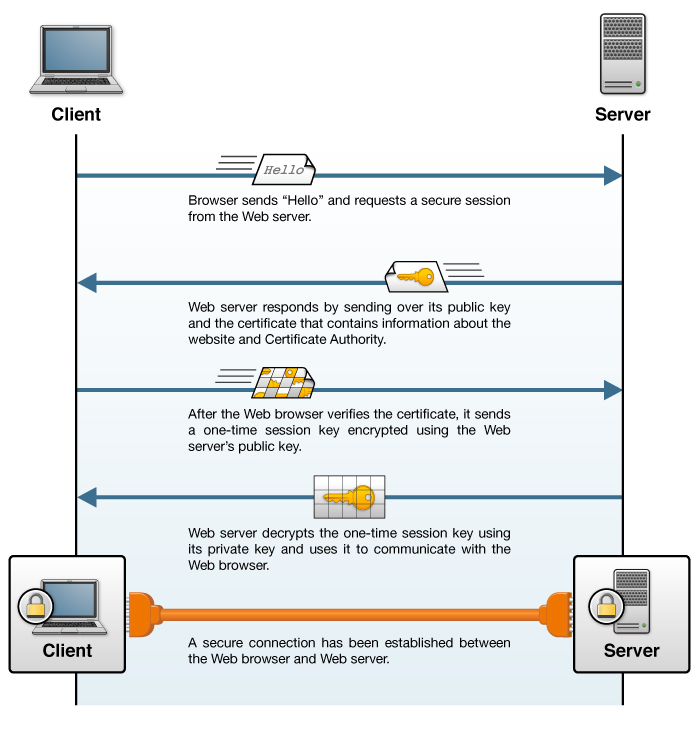 Client
Server
Hello
Browser sends “Hello” and requests a secure session
from the Web server.
Web server responds by sending over its public key
and the certificate that contains information about the
website and Certificate Authority.
After the Web browser verifies the certificate, it sends
a one-time session key encrypted using the Web
server’s public key.
Web server decrypts the one-time session key using
its private key and uses it to communicate with the
Web browser.
Client
Server
A secure connection has been established between
the Web browser and Web server.